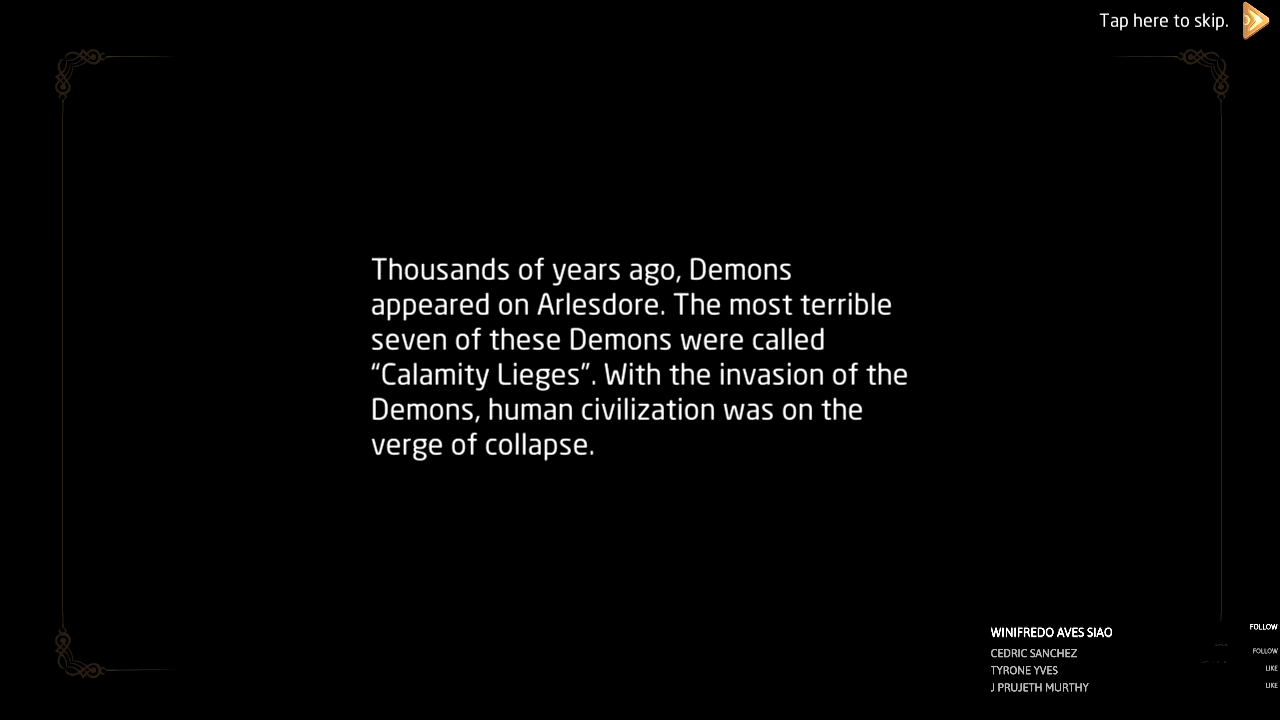 Tap here to skip.
Thousands of years ago, Demons
appeared on Arlesdore. The most terrible
seven of these Demons were called
“Calamity Lieges”. With the invasion of the
Demons, human civilization was on the
verge of collapse.
WINIFREDO AVES SIAO FOLLOW
CEDRIC SANCHEZ FOLLOW
TYRONE YVES LIKE
J PRUJETH MURTHY LIKE